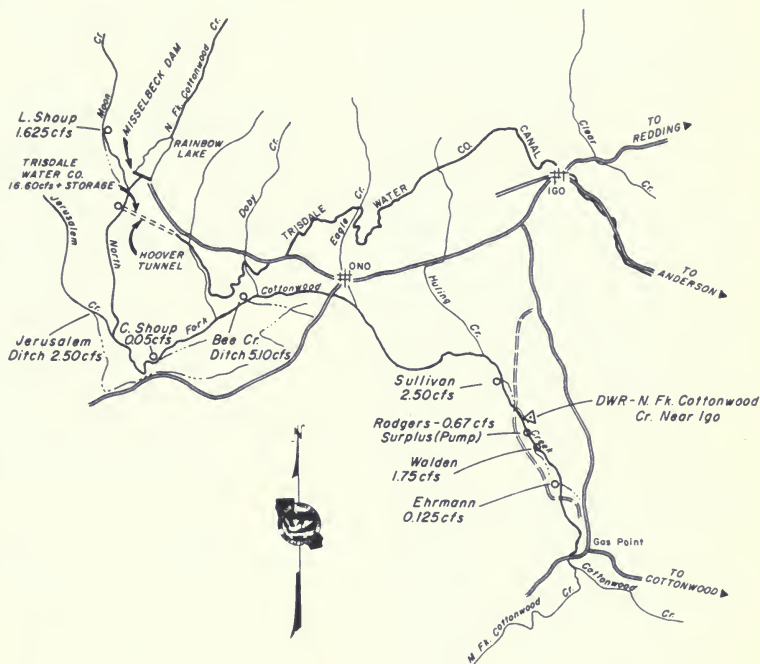 Cr.
Moon
MISSELBECK DAM
N. Fk. Cottonwood
Cr.
L. Shoup
1.625cfs
RAINBOW
LAKE
TRISDALE
WATER CO.
16.60cfs + STORAGE
Jerusalem
Cr.
North
HOOVER
TUNNEL
Doby
Cr.
TRISDALE
Eagle
Cr.
WATER
CO.
CANAL
Clear
Cr.
TO
REDDING
IGO
TO
ANDERSON
ONO
Cottonwood
Fork
C. Shoup
0.05cfs
Jerusalem
Ditch 2.50cfs
Bee Cr.
Ditch 5.10cfs
Huling
Cr.
Sullivan
2.50cfs
DWR - N. Fk. Cottonwood
Cr. Near Igo
Rodgers - 0.67cfs
Surplus (Pump)
Creek
Walden
1.75cfs
Ehrmann
0.125cfs
Gas Point
TO
COTTONWOOD
Cottonwood
Cr.
M. Fk. Cottonwood
Cr.